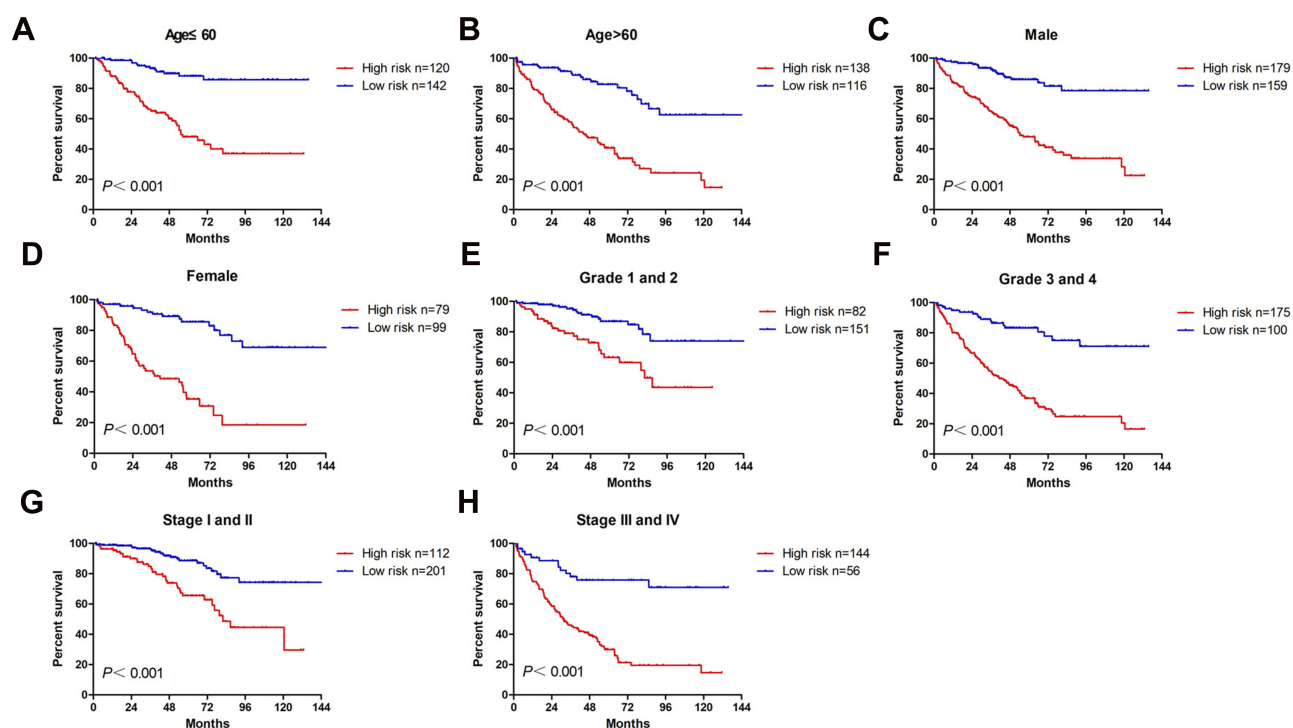 A
Age≤ 60
Percent survival
100
80
60
40
20
0
0 24 48 72 96 120 144
Months
High risk n=120
Low risk n=142
P< 0.001
B
Age>60
Percent survival
100
80
60
40
20
0
0 24 48 72 96 120 144
Months
High risk n=138
Low risk n=116
P< 0.001
C
Male
Percent survival
100
80
60
40
20
0
0 24 48 72 96 120 144
Months
High risk n=179
Low risk n=159
P< 0.001
D
Female
Percent survival
100
80
60
40
20
0
0 24 48 72 96 120 144
Months
High risk n=79
Low risk n=99
P< 0.001
E
Grade 1 and 2
Percent survival
100
80
60
40
20
0
0 24 48 72 96 120 144
Months
High risk n=82
Low risk n=151
P< 0.001
F
Grade 3 and 4
Percent survival
100
80
60
40
20
0
0 24 48 72 96 120 144
Months
High risk n=175
Low risk n=100
P< 0.001
G
Stage I and II
Percent survival
100
80
60
40
20
0
0 24 48 72 96 120 144
Months
High risk n=112
Low risk n=201
P< 0.001
H
Stage III and IV
Percent survival
100
80
60
40
20
0
0 24 48 72 96 120 144
Months
High risk n=144
Low risk n=56
P< 0.001